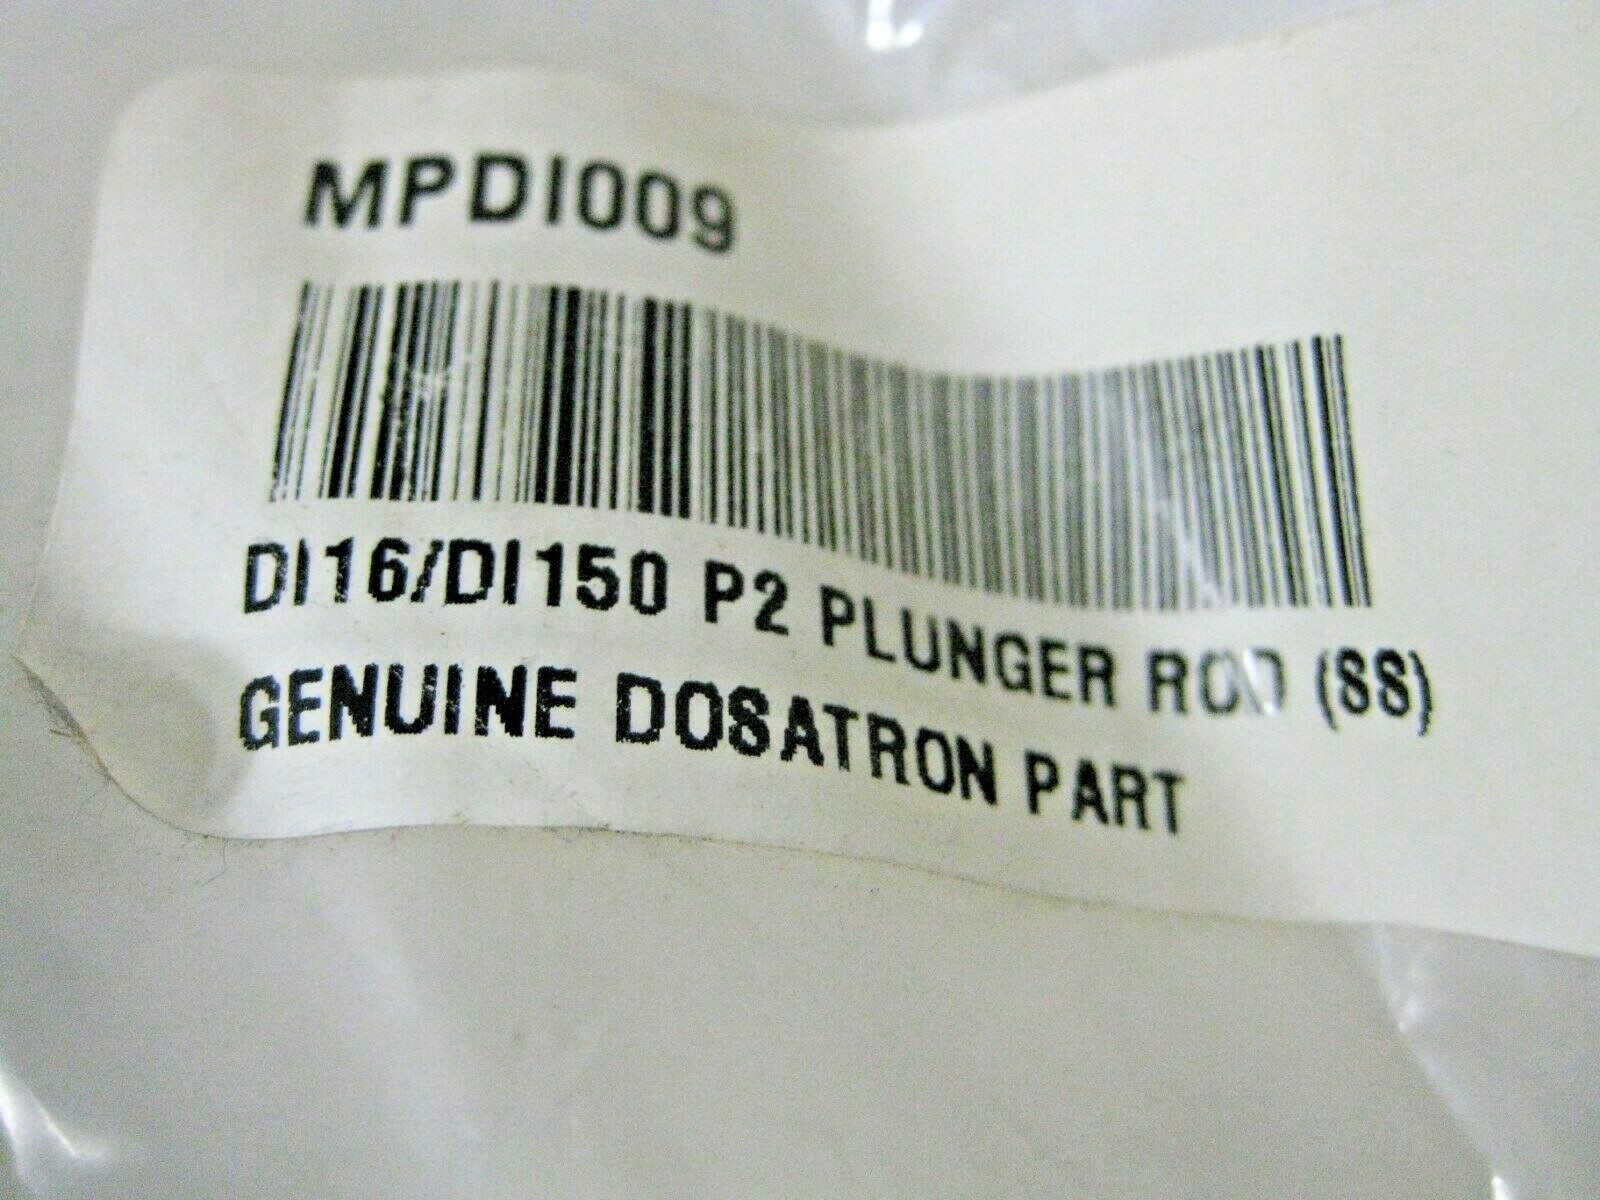 MPDI009
DI16/DI150 P2 PLUNGER ROD (SS)
GENUINE DOSATRON PART